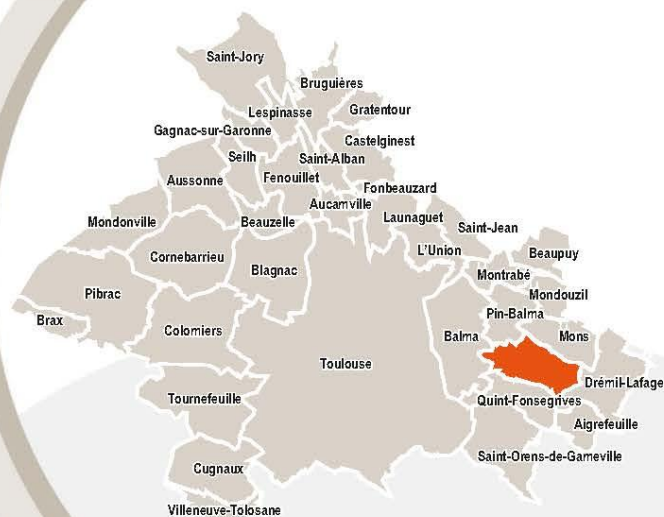 Saint-Jory
Bruguières
Lespinasse
Gratentour
Gagnac-sur-Garonne
Castelginest
Seilh
Saint-Alban
Aussonne
Fenouillet
Fonbeauzard
Aucamville
Launaguet
Mondonville
Beauzelle
Saint-Jean
L'Union
Beaupuy
Cornebarrieu
Blagnac
Montrabé
Pibrac
Mondouzil
Pin-Balma
Brax
Colomiers
Balma
Mons
Toulouse
Drémil-Lafage
Tournefeuille
Quint-Fonsegrives
Aigrefeuille
Saint-Orens-de-Gameville
Cugnaux
Villeneuve-Tolosane